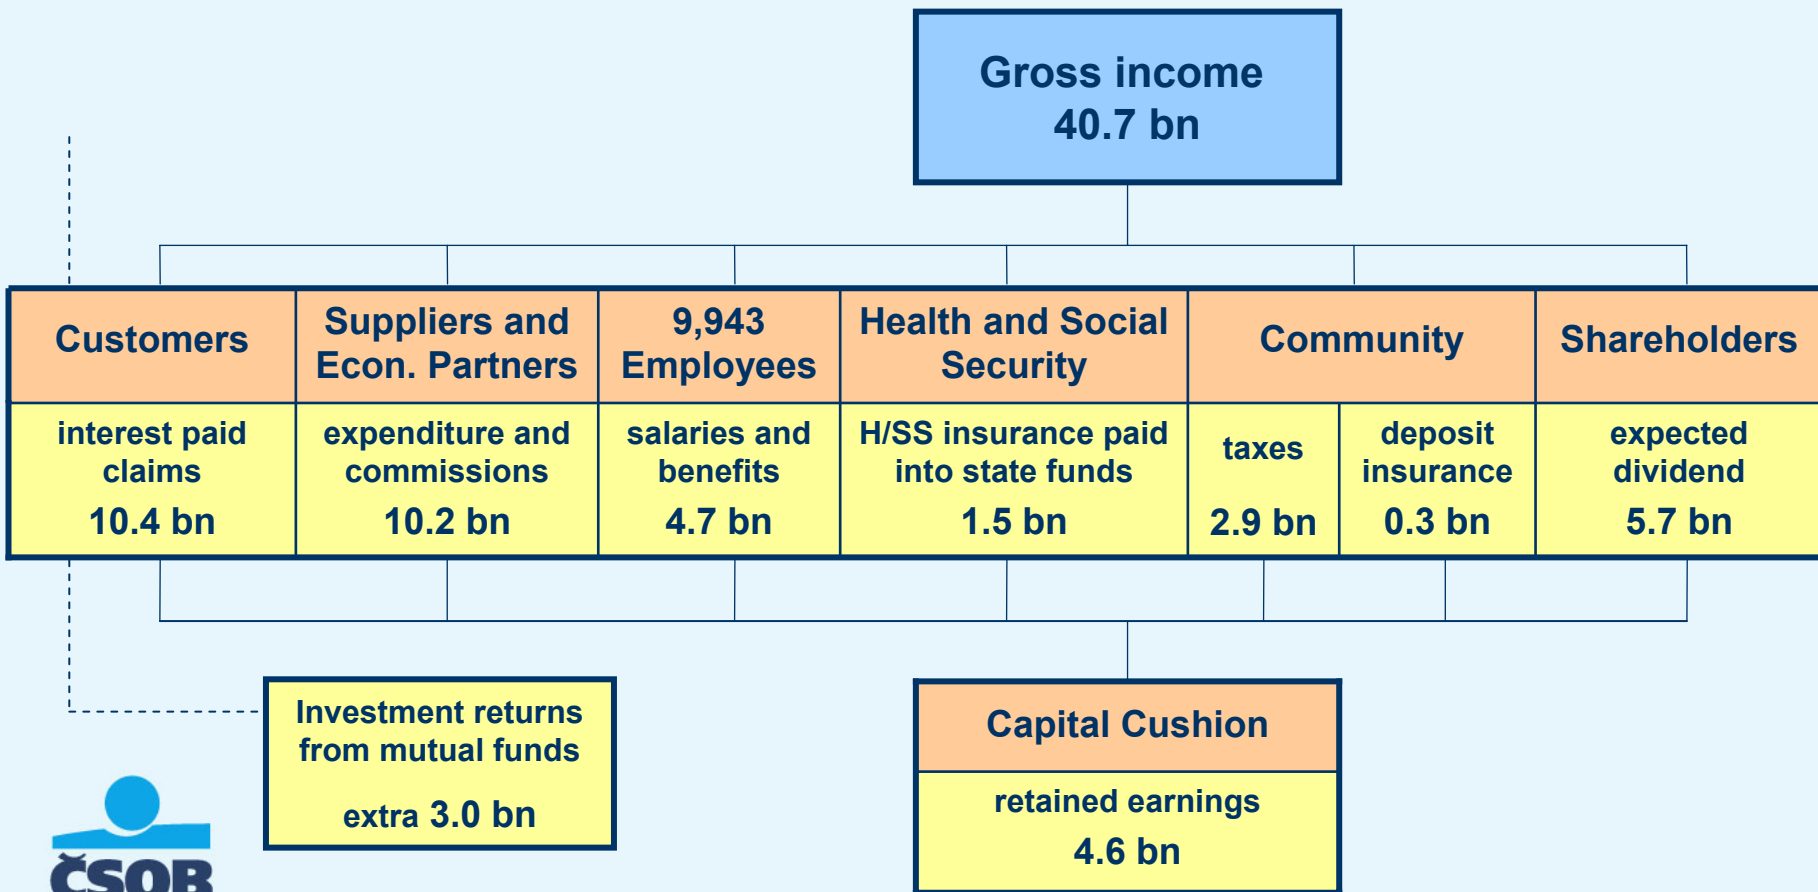 Gross income
40.7 bn
Customers
Suppliers and
Econ. Partners
9,943
Employees
Health and Social
Security
Community
Shareholders
interest paid
claims
10.4 bn
expenditure and
commissions
10.2 bn
salaries and
benefits
4.7 bn
H/SS insurance paid
into state funds
1.5 bn
taxes
2.9 bn
deposit
insurance
0.3 bn
expected
dividend
5.7 bn
Investment returns
from mutual funds
extra 3.0 bn
Capital Cushion
retained earnings
4.6 bn
ČSOB